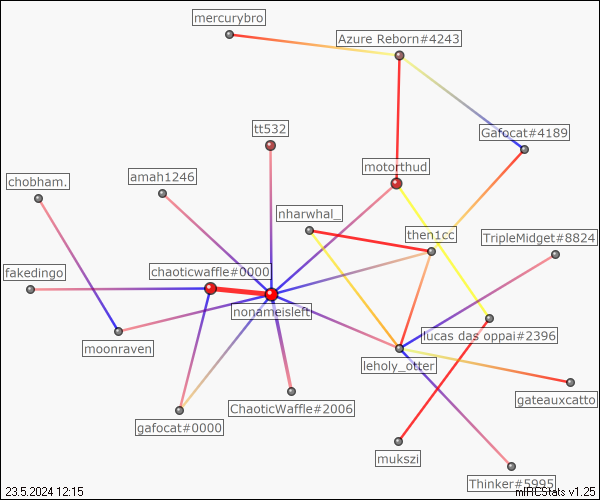 mercurybro
Azure Reborn#4243
tt532
Gafocat#4189
motorthud
amah1246
chobham.
nharwhal_
then1cc
TripleMidget#8824
chaoticwaffle#0000
fakedingo
nonameisleft
lucas das oppai#2396
moonraven
leholy_otter
gateauxcatto
ChaoticWaffle#2006
gafocat#0000
mukszi
Thinker#5995
23.5.2024 12:15
mIRCStats v1.25